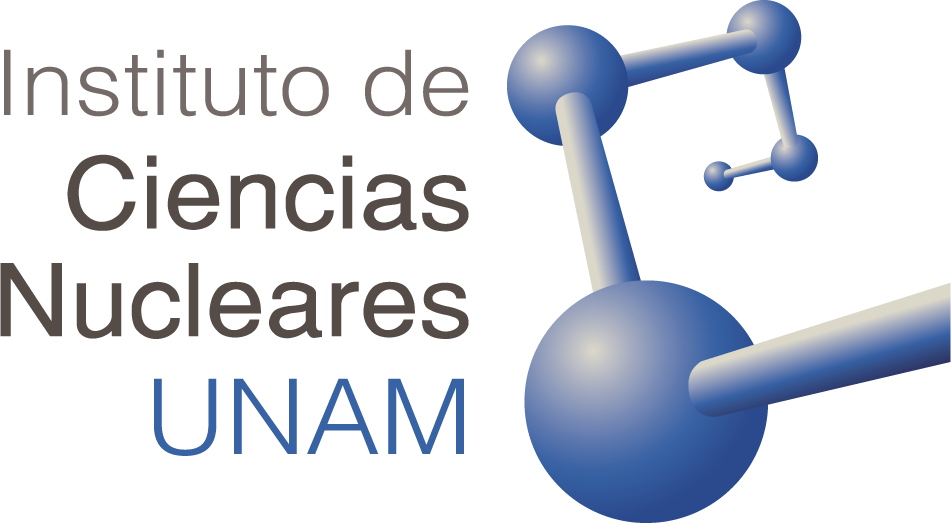 Instituto de
Ciencias
Nucleares
UNAM